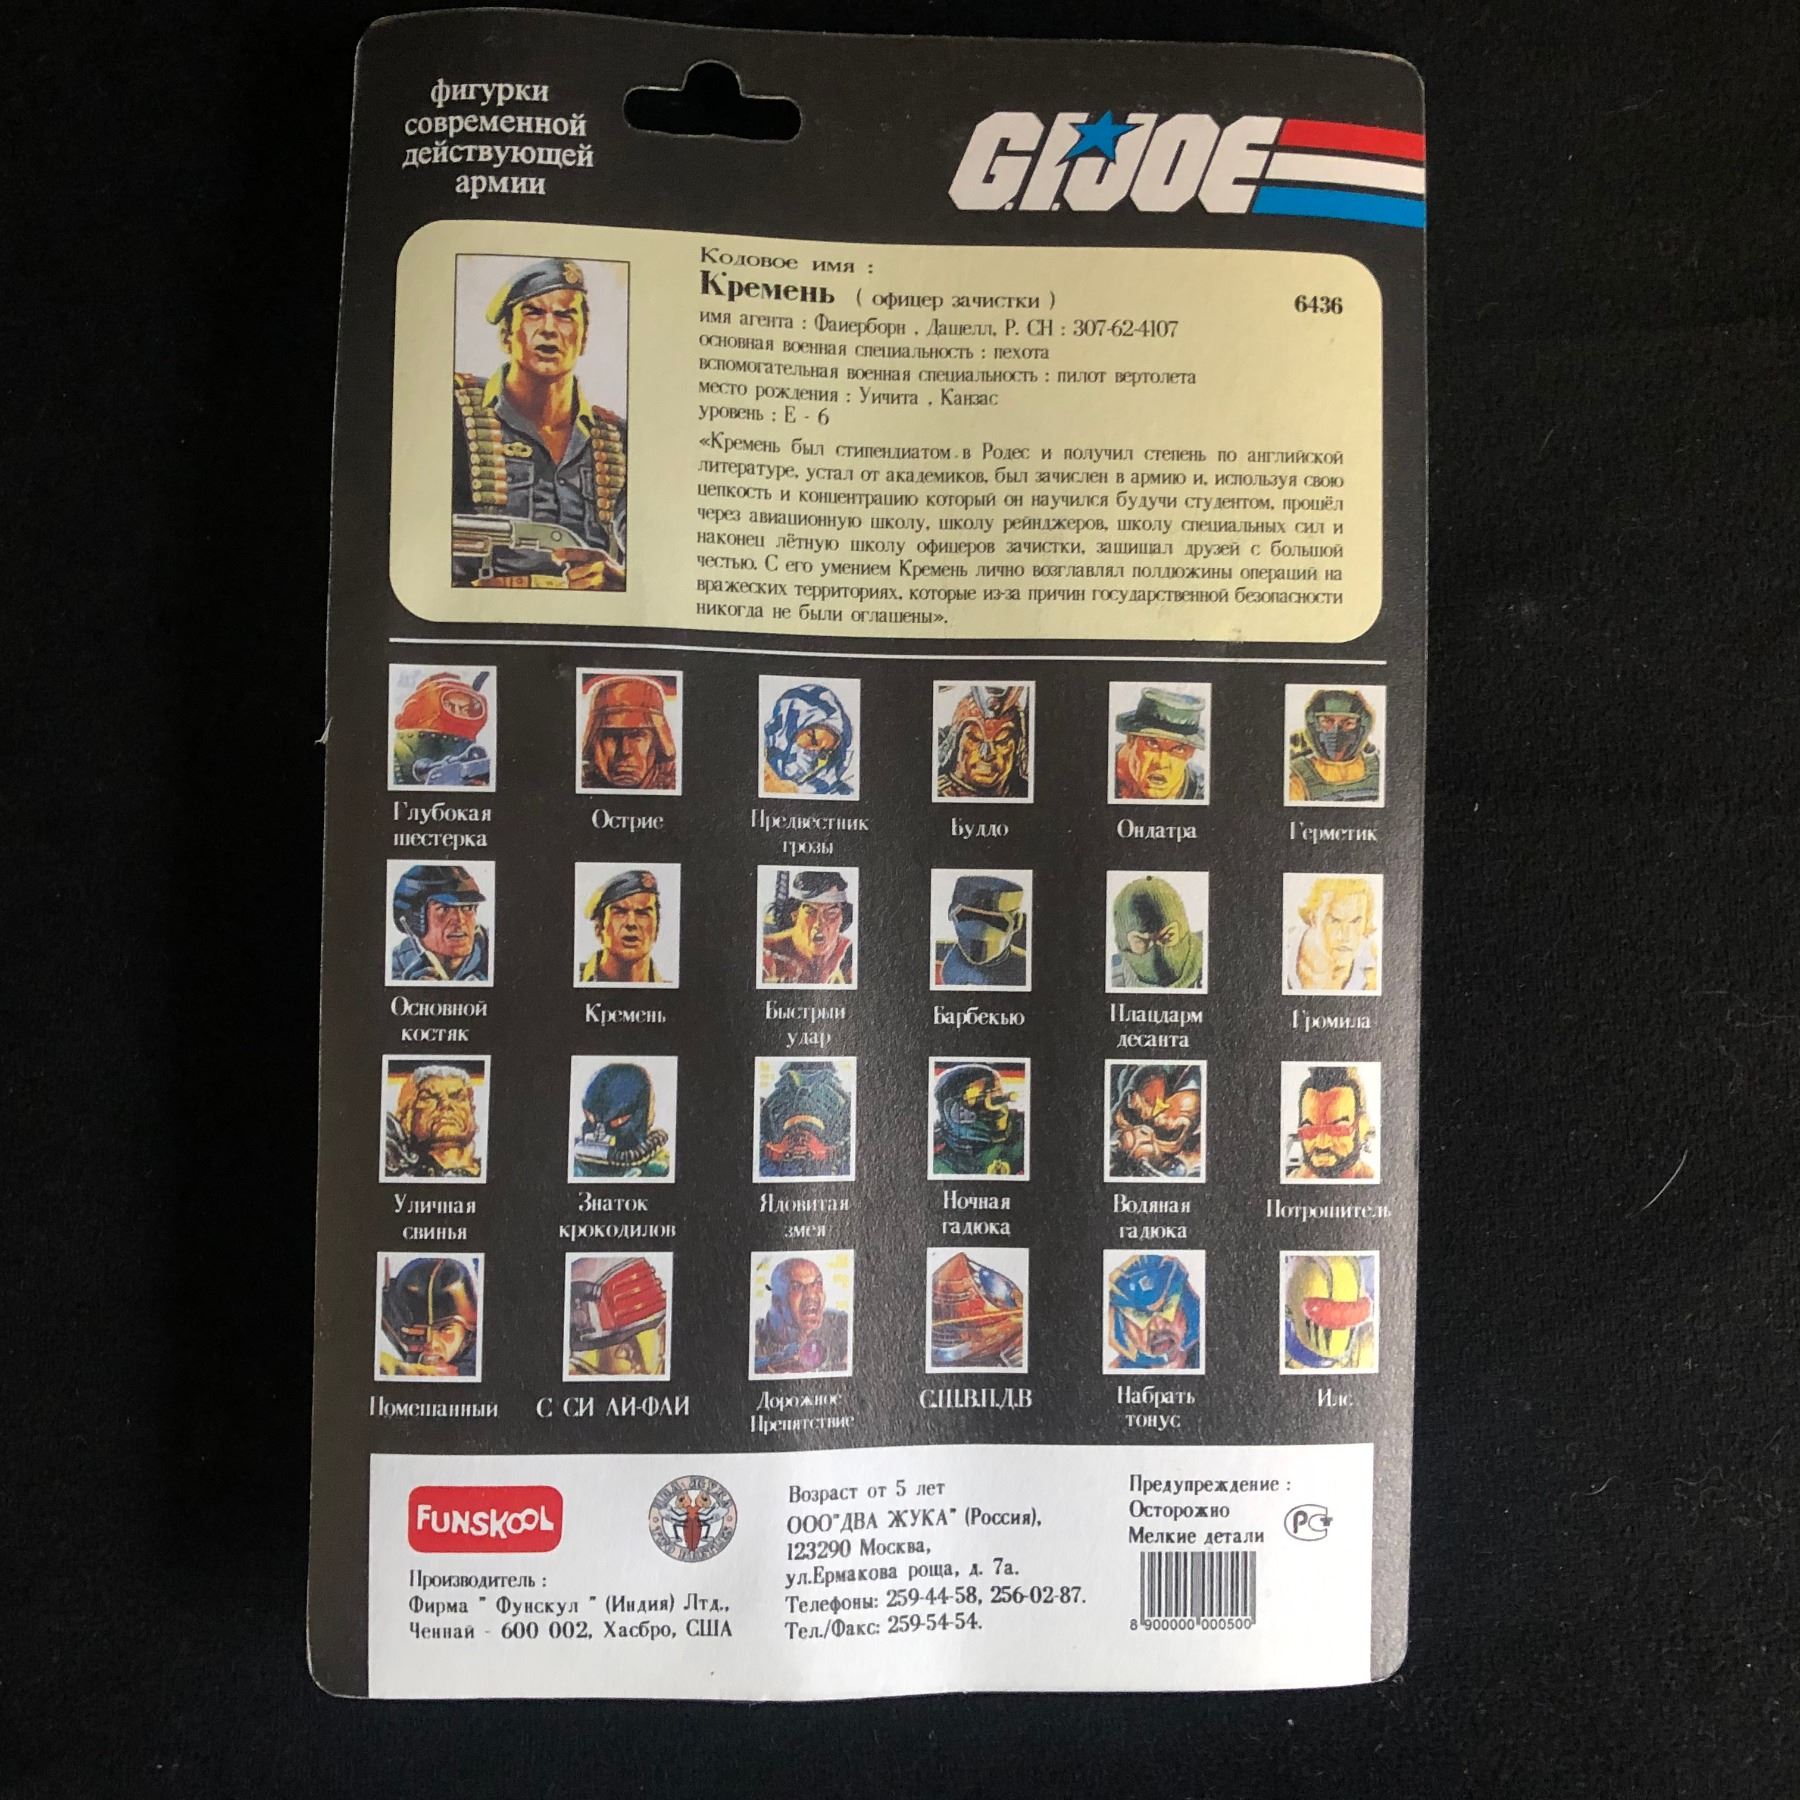 фигурки
современной
действующей
армии
G.I.JOE
Кодовое имя :
Кремень ( офицер зачистки )
6436
имя агента : Фаиерборн , Дашелл, Р. СН : 307-62-4107
основная военная специальность : пехота
вспомогательная военная специальность : пилот вертолета
место рождения : Уичита , Канзас
уровень : Е - 6
«Кремень был стипендиатом в Родес и получил степень по английской
литературе, устал от академиков, был зачислен в армию и, используя свою
цепкость и концентрацию который он научился будучи студентом, прошёл
через авиационную школу, школу рейнджеров, школу специальных сил и
наконец лётную школу офицеров зачистки, защищал друзей с большой
честью. С его умением Кремень лично возглавлял полдюжины операций на
вражеских территориях, которые из-за причин государственной безопасности
никогда не были оглашены».
Глубокая
шестерка
Острие
Предвестник
грозы
Будло
Ондатра
Герметик
Основной
костяк
Кремень
Быстрыи
удар
Барбекью
Плацдарм
десанта
Громила
Уличная
свинья
Знаток
крокодилов
Ядовитая
змея
Ночная
гадюка
Водяная
гадюка
Потрошитель
Помешанный
С СИ АЙ-ФАЙ
Дорожное
Препятствие
С.Ш.В.П.Д.В
Набрать
тонус
Илс
FUNSKOOL
Производитель :
Фирма " Фунскул " (Индия) Лтд.,
Ченнай - 600 002, Хасбро, США
Возраст от 5 лет
ООО"ДВА ЖУКА" (Россия),
123290 Москва,
ул.Ермакова роща, д. 7а.
Телефоны: 259-44-58, 256-02-87.
Тел./Факс: 259-54-54.
Предупреждение :
Осторожно
Мелкие детали
РС
8 900000 000500